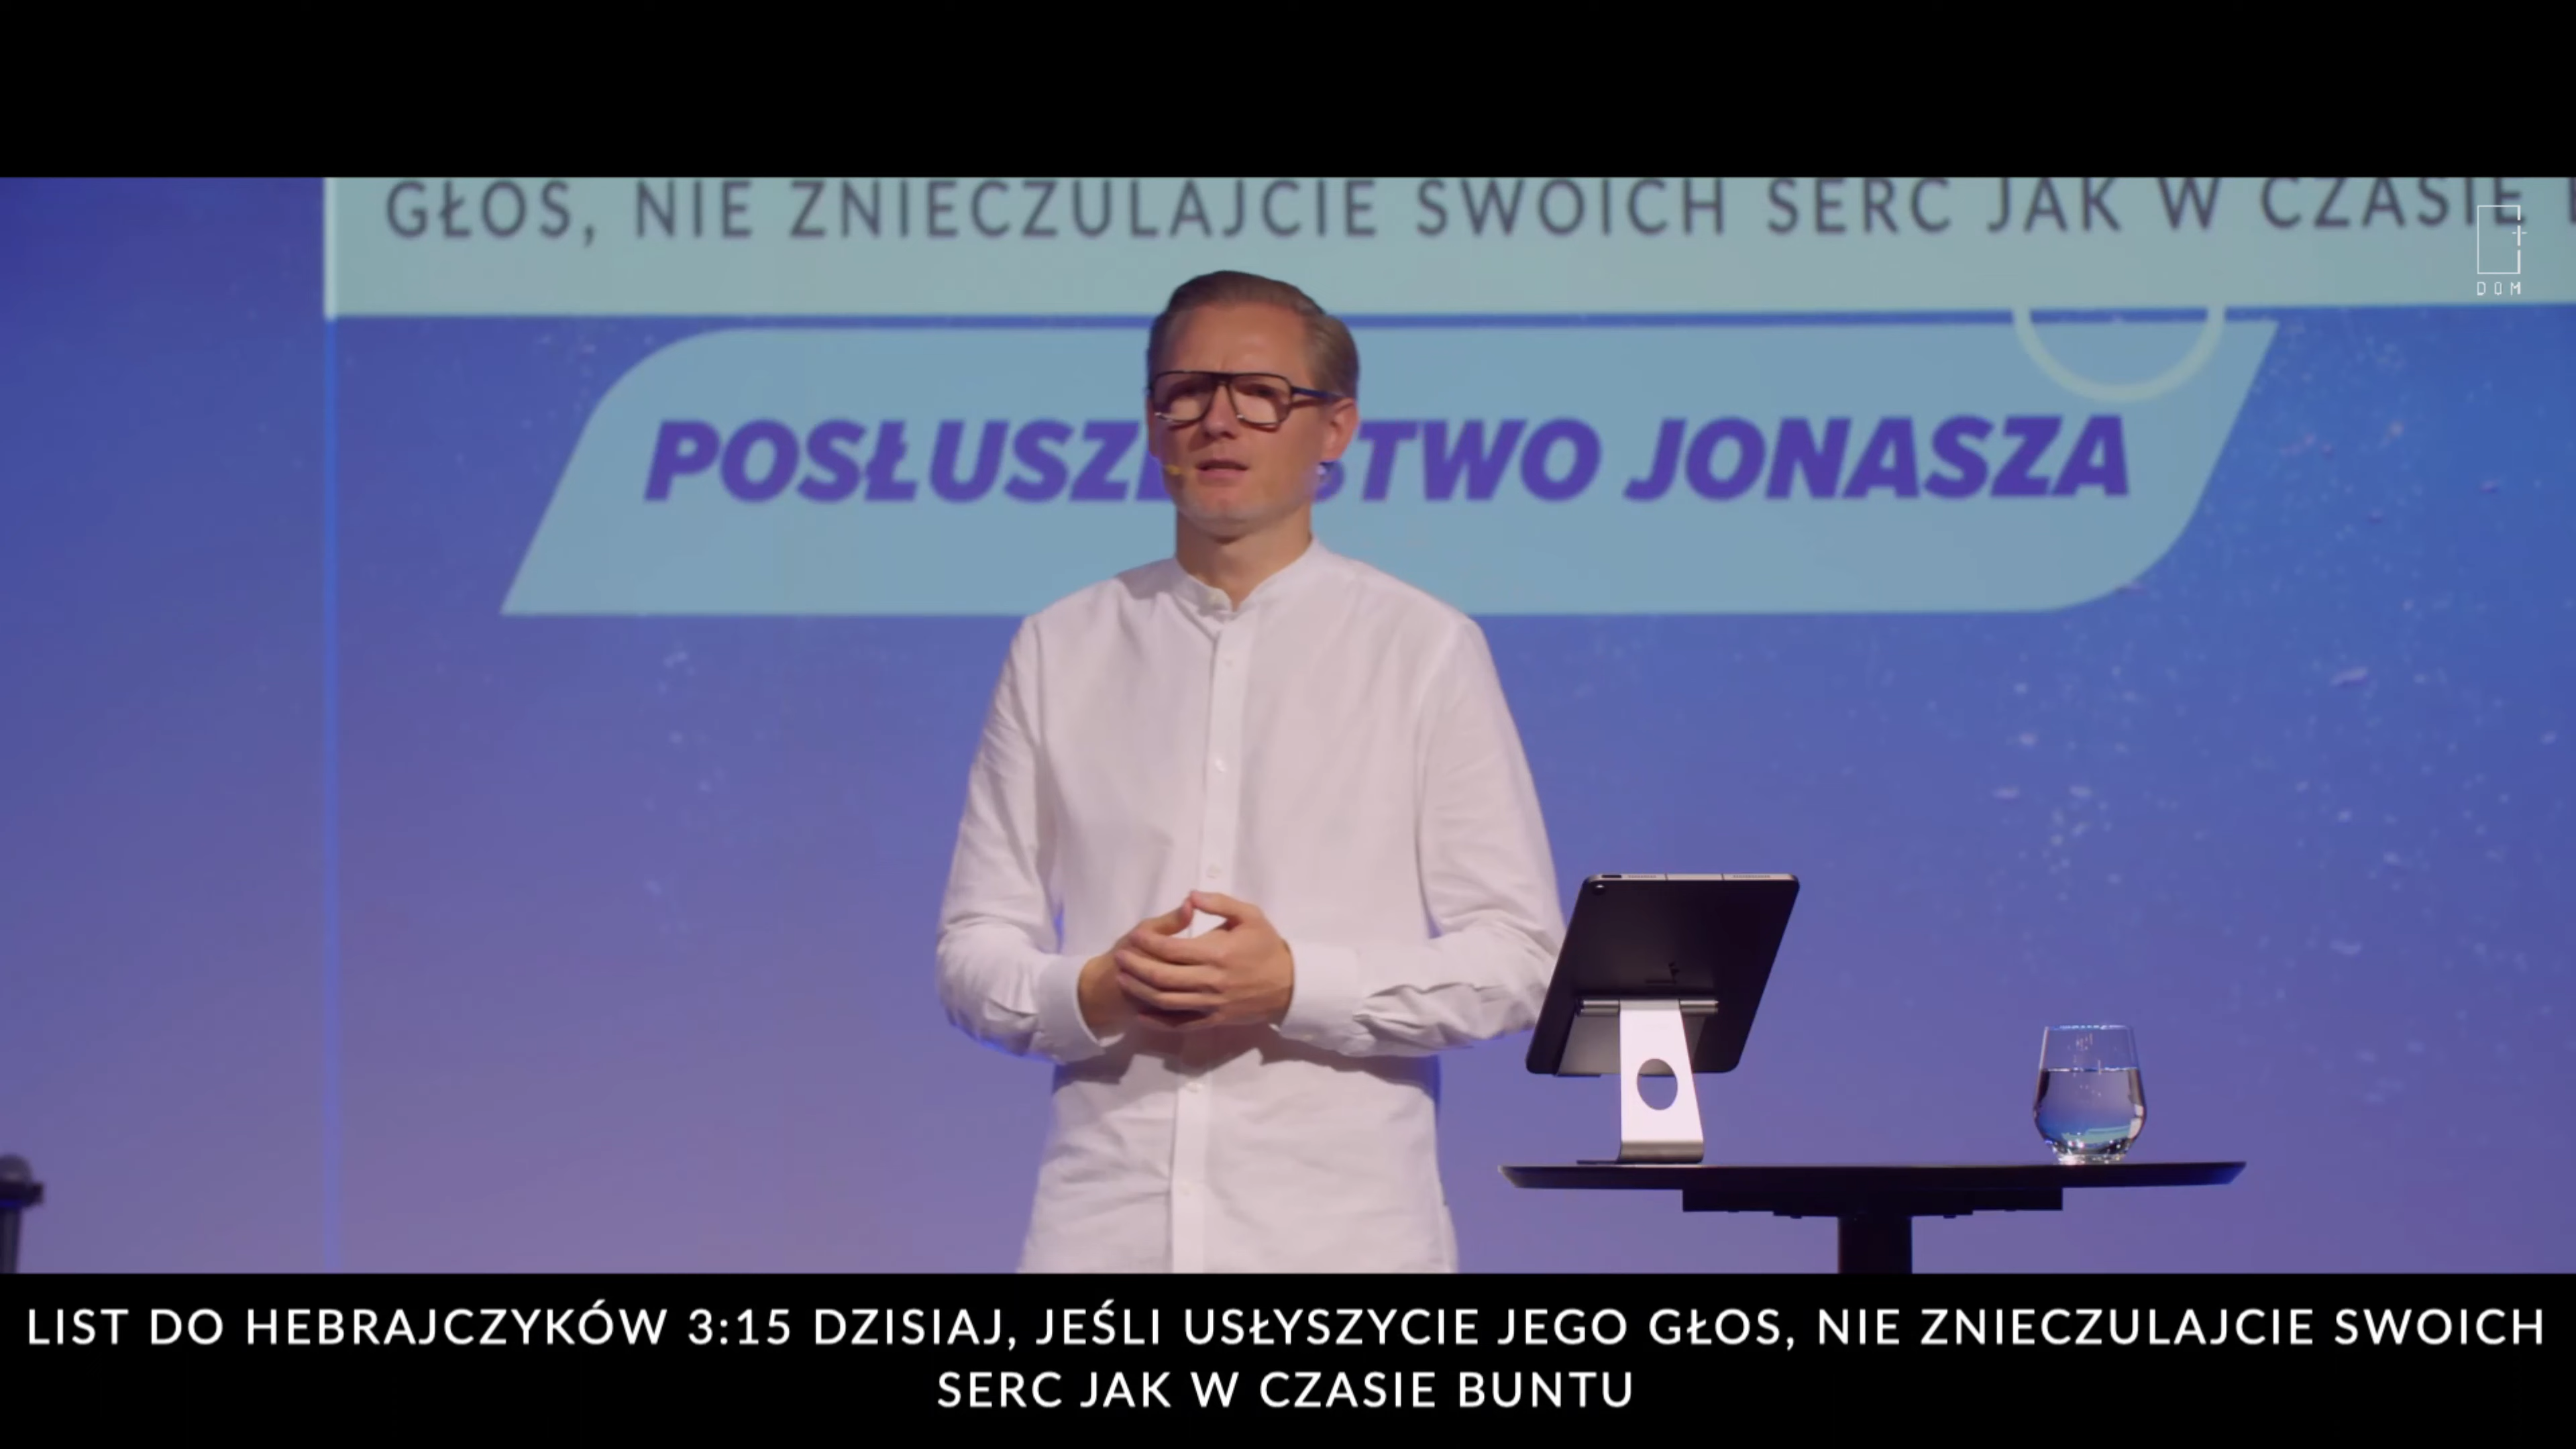 GŁOS, NIE ZNIECZULAJCIE SWOICH SERC JAK W CZASIE
DOM
JONASZA
LIST DO HEBRAJCZYKÓW 3:15 DZISIAJ, JEŚLI USŁYSZYCIE JEGO GŁOS, NIE ZNIECZULAJCIE SWOICH
SERC JAK W CZASIE BUNTU